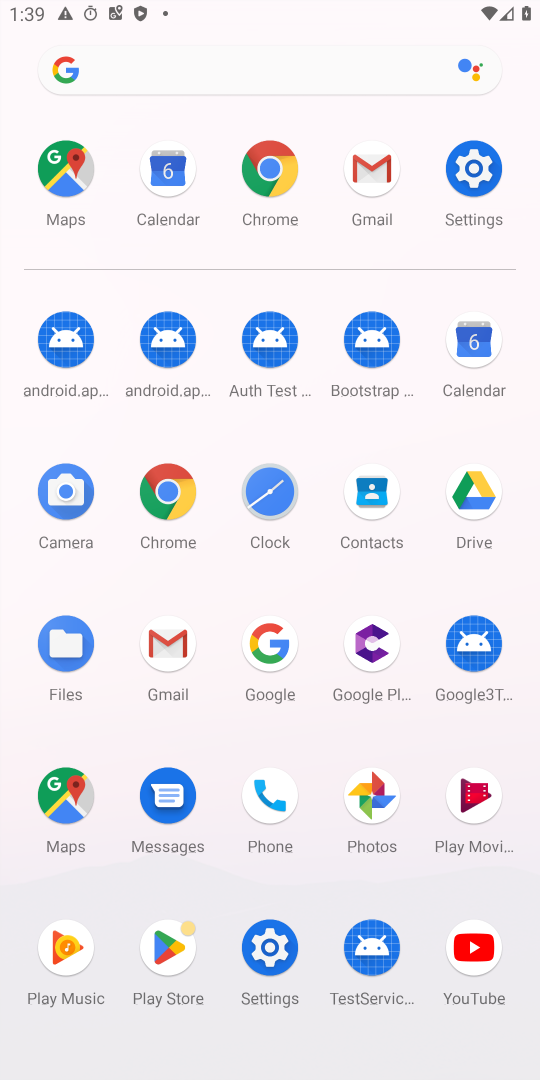 1:39
Maps Calendar Chrome Gmail Settings
6
android.ap... android.ap... Auth Test ... Bootstrap ... Calendar
6
Camera Chrome Clock Contacts Drive
Files Gmail Google Google Pl... Google3T...
Maps Messages Phone Photos Play Movi...
Play Music Play Store Settings TestServic... YouTube